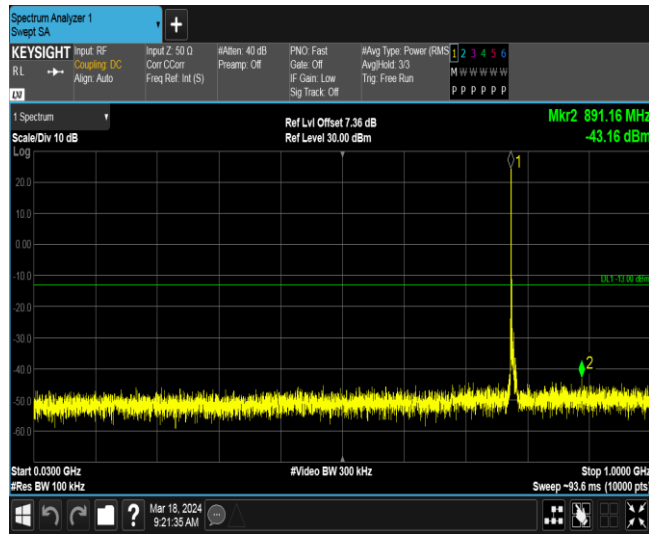 Spectrum Analyzer 1
Swept SA
+
KEYSIGHT
RL
LXI
Input: RF
Coupling: DC
Align: Auto
Input Z: 50 Ω
Corr CCorr
Freq Ref: Int (S)
#Atten: 40 dB
Preamp: Off
PNO: Fast
Gate: Off
IF Gain: Low
Sig Track: Off
#Avg Type: Power (RMS
Avg|Hold: 3/3
Trig: Free Run
1 2 3 4 5 6
M W W W W W
P P P P P P
1 Spectrum
Scale/Div 10 dB
Log
Ref Lvl Offset 7.36 dB
Ref Level 30.00 dBm
Mkr2 891.16 MHz
-43.16 dBm
1
20.0
10.0
0.00
-10.0
DL1 -13.00 dBm
-20.0
-30.0
-40.0
2
-50.0
-60.0
Start 0.0300 GHz
#Res BW 100 kHz
#Video BW 300 kHz
Stop 1.0000 GHz
Sweep ~93.6 ms (10000 pts)
?
Mar 18, 2024
9:21:35 AM